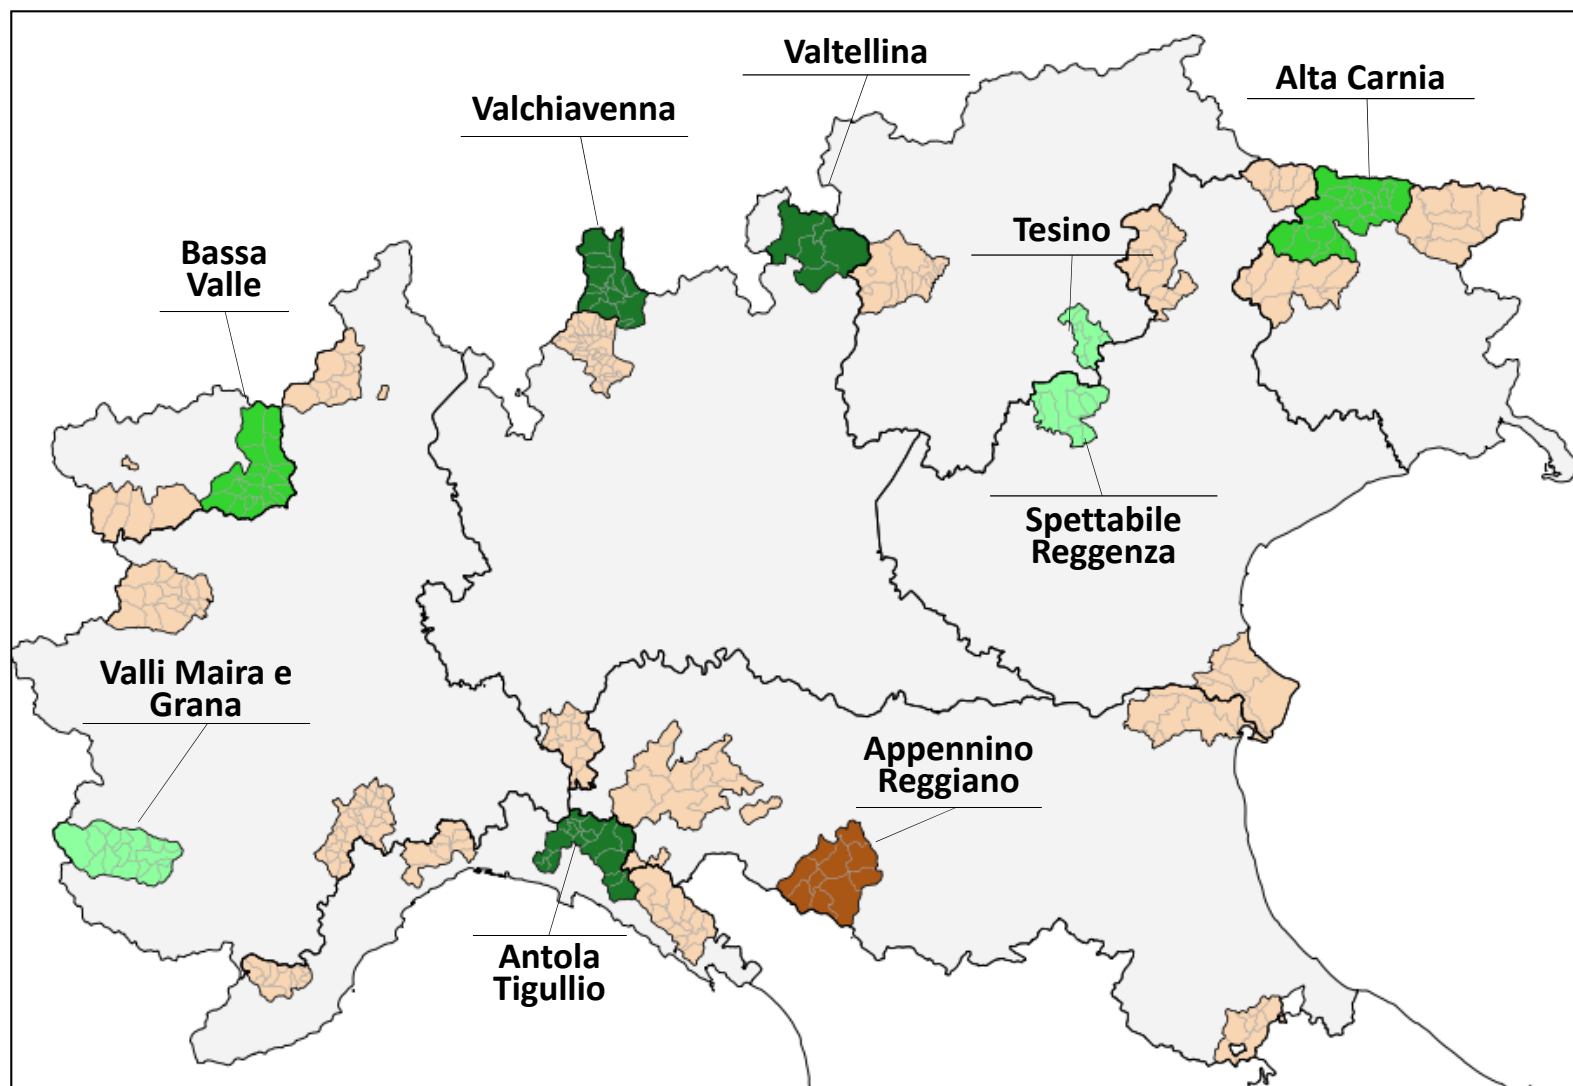 Valtellina
Alta Carnia
Valchiavenna
Tesino
Bassa
Valle
Spettabile
Reggenza
Valli Maira e
Grana
Appennino
Reggiano
Antola
Tigullio